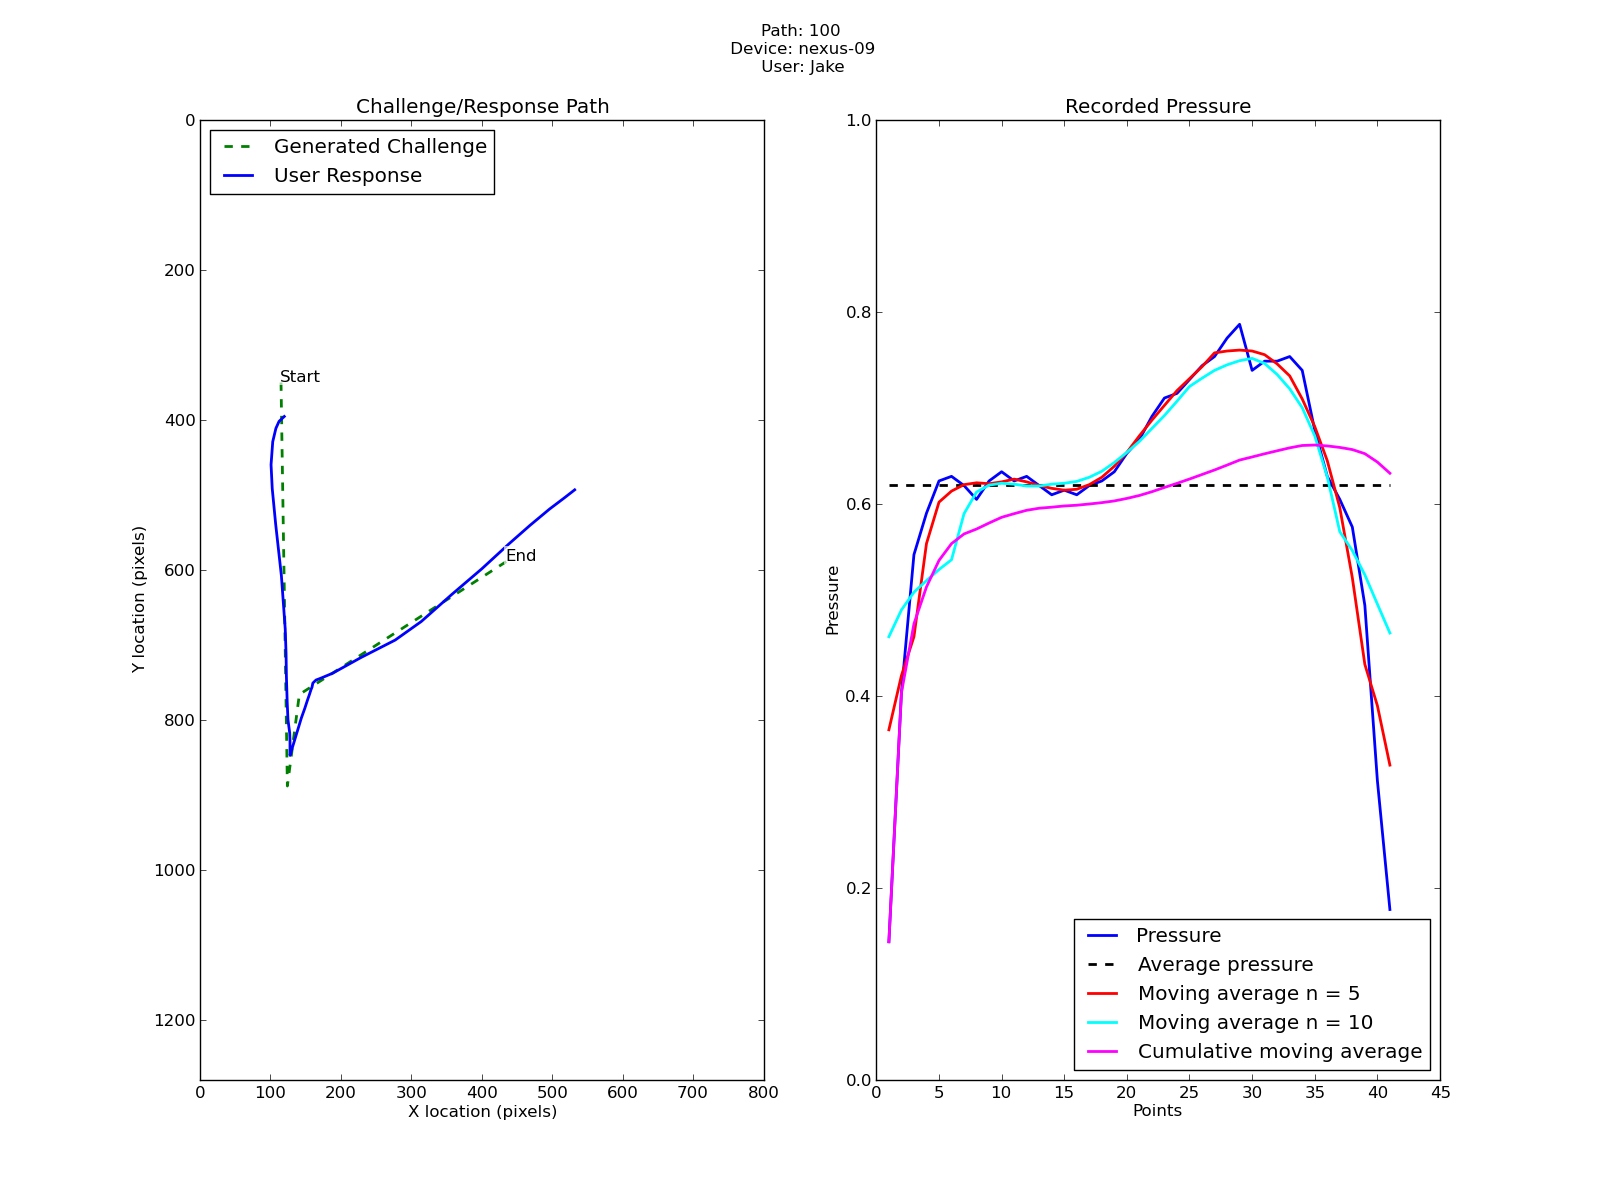 Path: 100
Device: nexus-09
User: Jake
Challenge/Response Path
0
200
400
600
800
1000
1200
Y location (pixels)
Generated Challenge
User Response
Start
End
0 100 200 300 400 500 600 700 800
X location (pixels)
Recorded Pressure
1.0
0.8
0.6
0.4
0.2
0.0
Pressure
Pressure
Average pressure
Moving average n = 5
Moving average n = 10
Cumulative moving average
0 5 10 15 20 25 30 35 40 45
Points